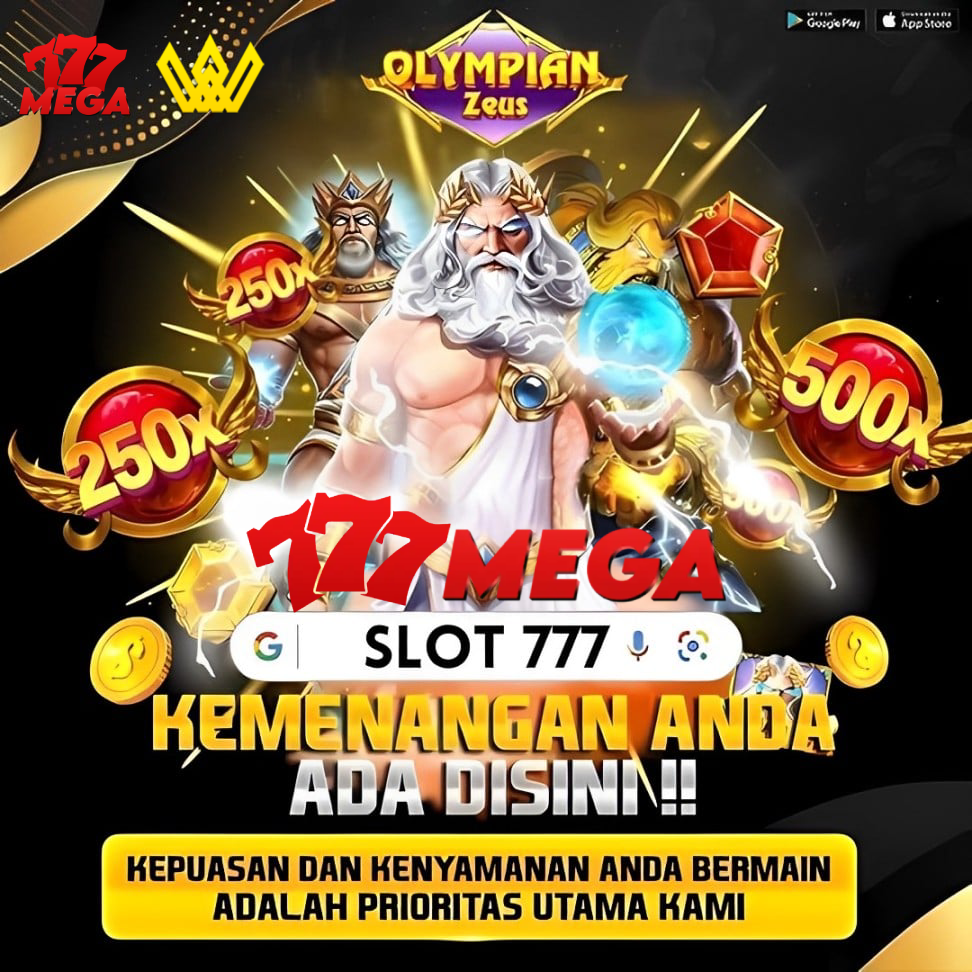 Google Play
App Store
777
MEGA
OLYMPIAN
Zeus
250x
250x
500x
500x
777MEGA
SLOT 777
KEMENANGAN ANDA
ADA DISINI !!
KEPUASAN DAN KENYAMANAN ANDA BERMAIN
ADALAH PRIORITAS UTAMA KAMI